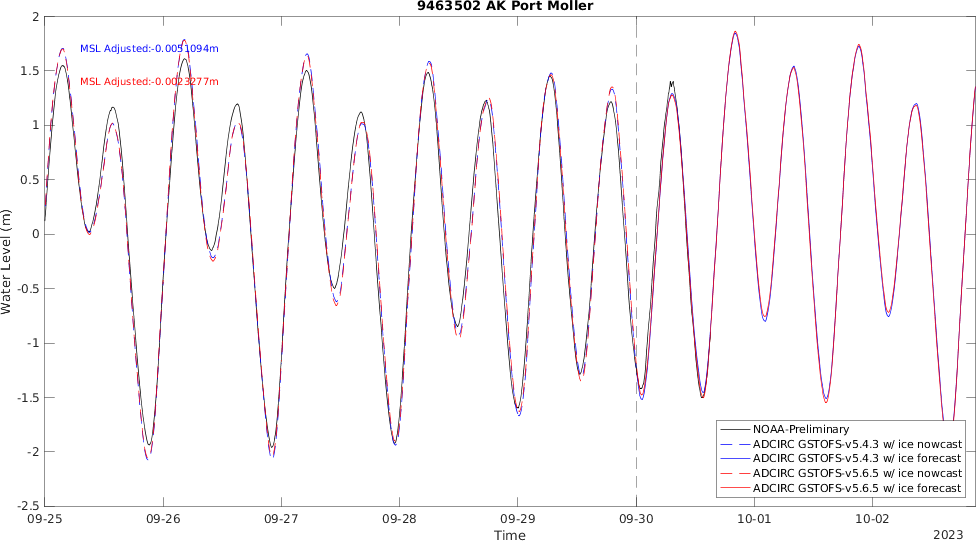 9463502 AK Port Moller
MSL Adjusted:-0.0051094m
MSL Adjusted:-0.0023277m
Water Level (m)
2
1.5
1
0.5
0
-0.5
-1
-1.5
-2
-2.5
NOAA-Preliminary
ADCIRC GSTOFS-v5.4.3 w/ ice nowcast
ADCIRC GSTOFS-v5.4.3 w/ ice forecast
ADCIRC GSTOFS-v5.6.5 w/ ice nowcast
ADCIRC GSTOFS-v5.6.5 w/ ice forecast
09-25 09-26 09-27 09-28 09-29 09-30 10-01 10-02
Time
2023